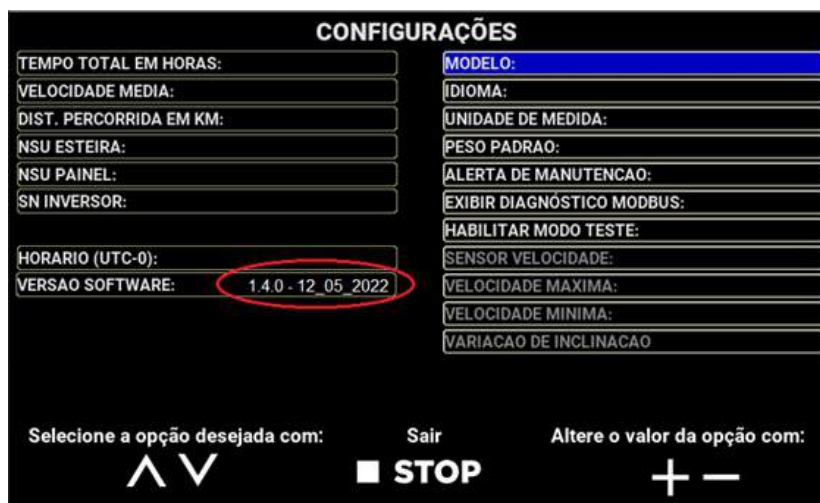 CONFIGURAÇÕES
TEMPO TOTAL EM HORAS:
VELOCIDADE MEDIA:
DIST. PERCORRIDA EM KM:
NSU ESTEIRA:
NSU PAINEL:
SN INVERSOR:
HORARIO (UTC-0):
VERSAO SOFTWARE: 1.4.0 - 12_05_2022
MODELO:
IDIOMA:
UNIDADE DE MEDIDA:
PESO PADRAO:
ALERTA DE MANUTENCAO:
EXIBIR DIAGNÓSTICO MODBUS:
HABILITAR MODO TESTE:
SENSOR VELOCIDADE:
VELOCIDADE MAXIMA:
VELOCIDADE MINIMA:
VARIACAO DE INCLINACAO
Selecione a opção desejada com:
Sair
STOP
Altere o valor da opção com:
+ −